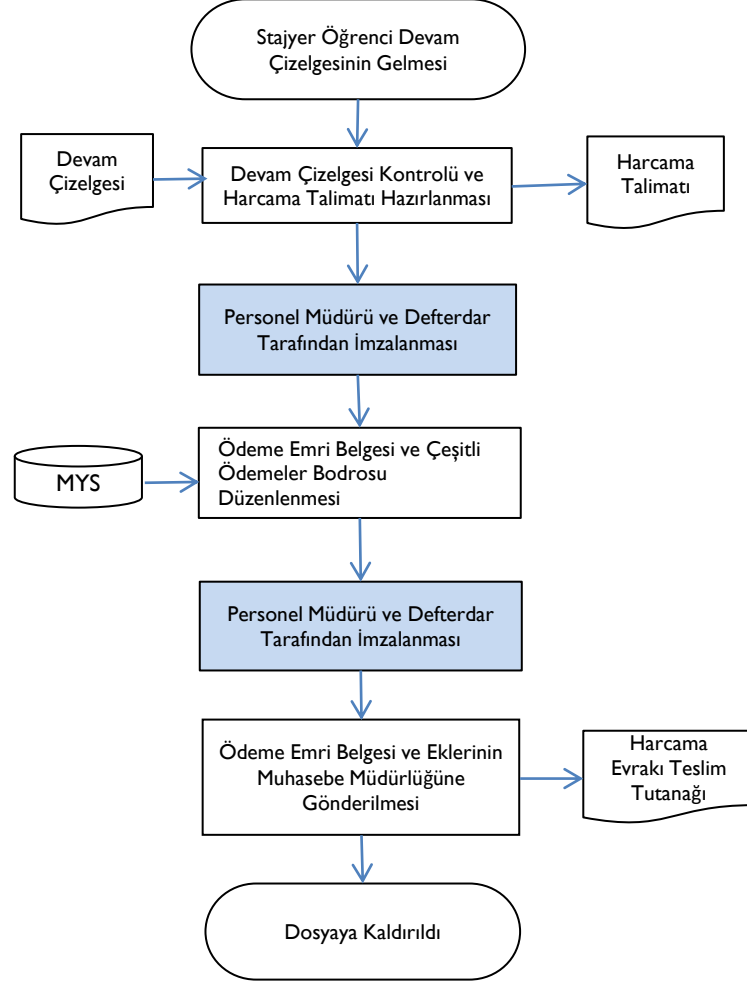 Stajyer Öğrenci Devam
Çizelgesinin Gelmesi
Devam
Çizelgesi
Devam Çizelgesi Kontrolü ve
Harcama Talimatı Hazırlanması
Harcama
Talimatı
Personel Müdürü ve Defterdar
Tarafından İmzalanması
MYS
Ödeme Emri Belgesi ve Çeşitli
Ödemeler Bodrosu
Düzenlenmesi
Personel Müdürü ve Defterdar
Tarafından İmzalanması
Ödeme Emri Belgesi ve Eklerinin
Muhasebe Müdürlüğüne
Gönderilmesi
Harcama
Evrakı Teslim
Tutanağı
Dosyaya Kaldırıldı